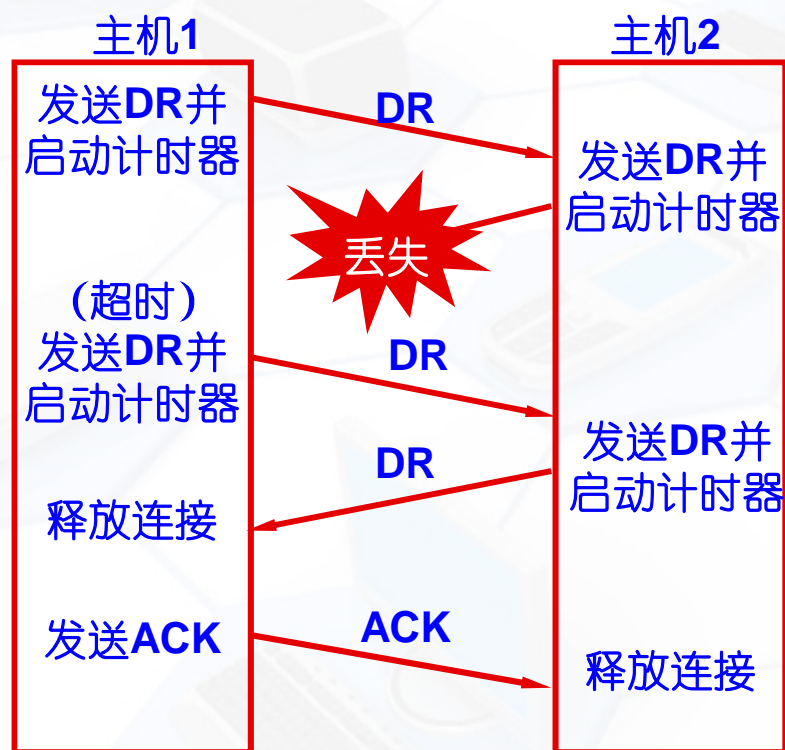 主机1
主机2
发送DR并
启动计时器
DR
发送DR并
启动计时器
丢失
(超时)
发送DR并
启动计时器
DR
发送DR并
启动计时器
DR
释放连接
发送ACK
ACK
释放连接